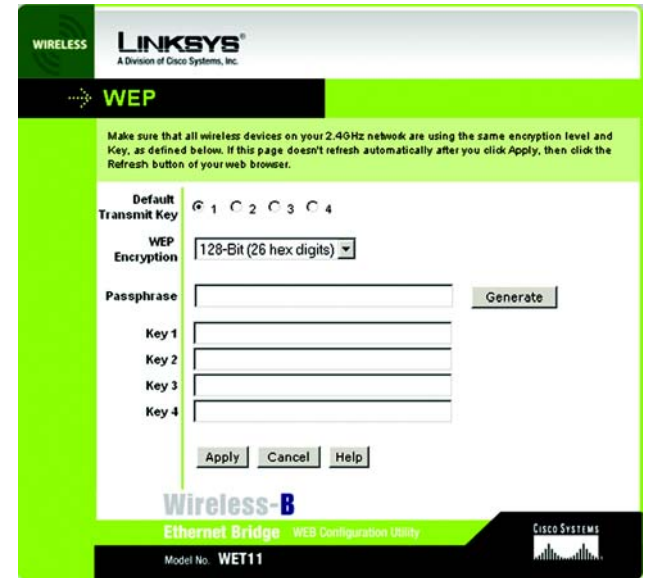 WIRELESS
LINKSYS®
A Division of Cisco Systems, Inc.
WEP
Make sure that all wireless devices on your 2.4GHz network are using the same encryption level and
Key, as defined below. If this page doesn't refresh automatically after you click Apply, then click the
Refresh button of your web browser.
Default
Transmit Key 1 2 3 4
WEP
Encryption 128-Bit (26 hex digits)
Passphrase Generate
Key 1
Key 2
Key 3
Key 4
Apply Cancel Help
Wireless-B
Ethernet Bridge WEB Configuration Utility
CISCO SYSTEMS
Model No. WET11